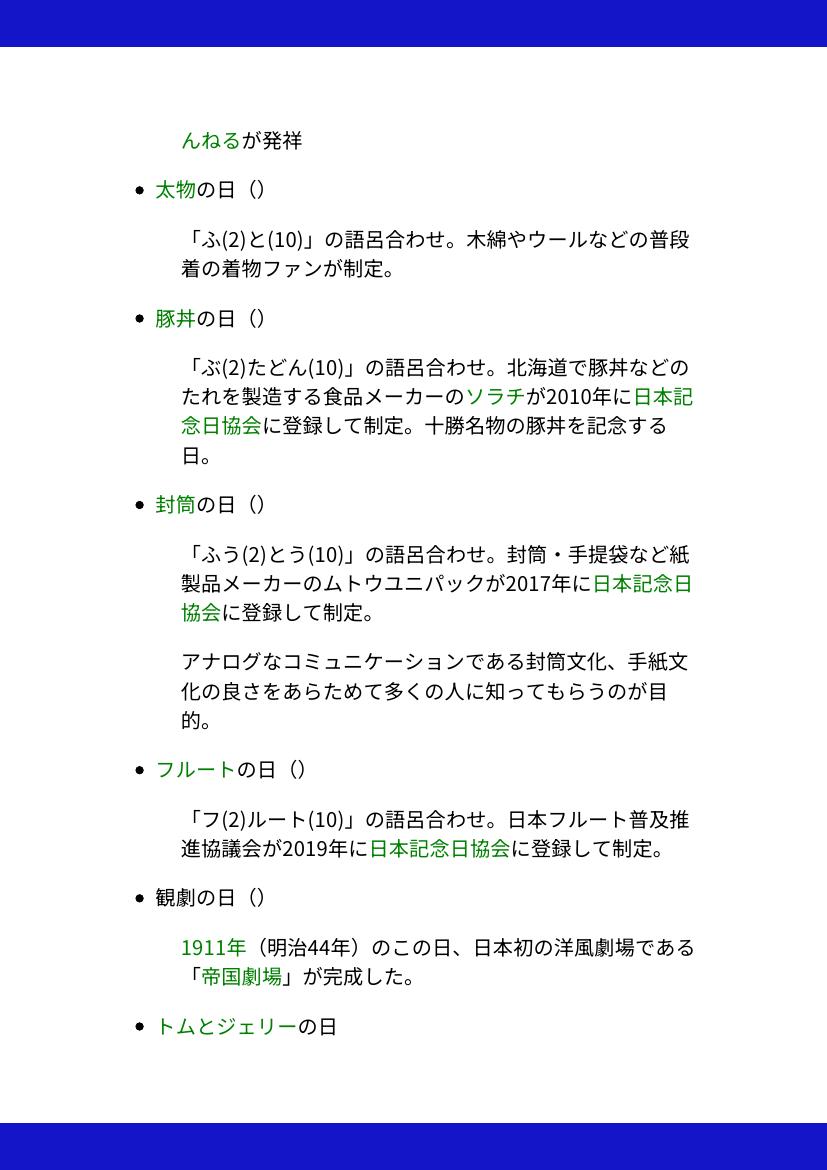 んねるが発祥
• 太物の日（）
「ふ(2)と(10)」の語呂合わせ。木綿やウールなどの普段
着の着物ファンが制定。
• 豚丼の日（）
「ぶ(2)たどん(10)」の語呂合わせ。北海道で豚丼などの
たれを製造する食品メーカーのソラチが2010年に日本記
念日協会に登録して制定。十勝名物の豚丼を記念する
日。
• 封筒の日（）
「ふう(2)とう(10)」の語呂合わせ。封筒・手提袋など紙
製品メーカーのムトウユニパックが2017年に日本記念日
協会に登録して制定。
アナログなコミュニケーションである封筒文化、手紙文
化の良さをあらためて多くの人に知ってもらうのが目
的。
• フルートの日（）
「フ(2)ルート(10)」の語呂合わせ。日本フルート普及推
進協議会が2019年に日本記念日協会に登録して制定。
• 観劇の日（）
1911年（明治44年）のこの日、日本初の洋風劇場である
「帝国劇場」が完成した。
• トムとジェリーの日